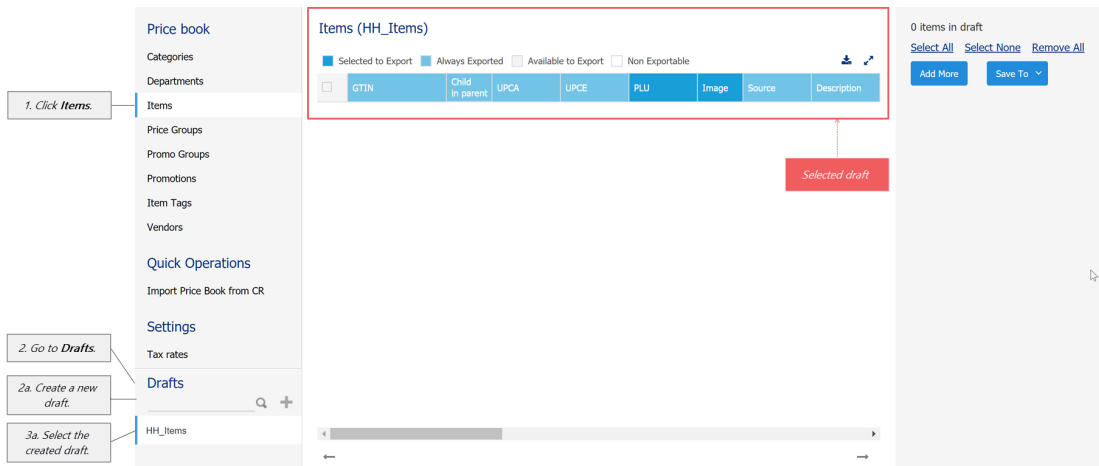 1. Click Items.
2. Go to Drafts.
2a. Create a new
draft.
3a. Select the
created draft.
Price book
Categories
Departments
Items
Price Groups
Promo Groups
Promotions
Item Tags
Vendors
Quick Operations
Import Price Book from CR
Settings
Tax rates
Drafts
HH_Items
Items (HH_Items)
Selected to Export Always Exported Available to Export Non Exportable
GTIN Child in parent UPCA UPCE PLU Image Source Description
Selected draft
0 items in draft
Select All Select None Remove All
Add More Save To